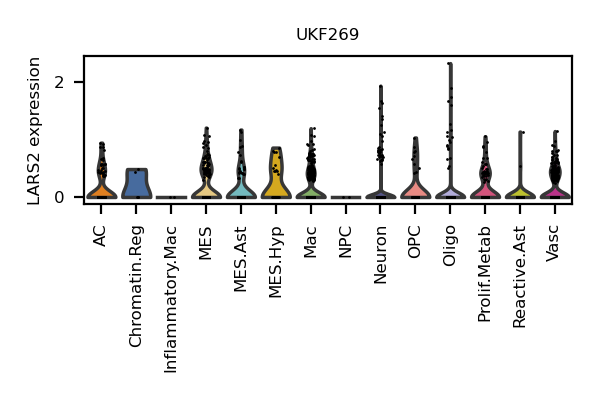 UKF269
LARS2 expression
2
0
AC
Chromatin.Reg
Inflammatory.Mac
MES
MES.Ast
MES.Hyp
Mac
NPC
Neuron
OPC
Oligo
Prolif.Metab
Reactive.Ast
Vasc